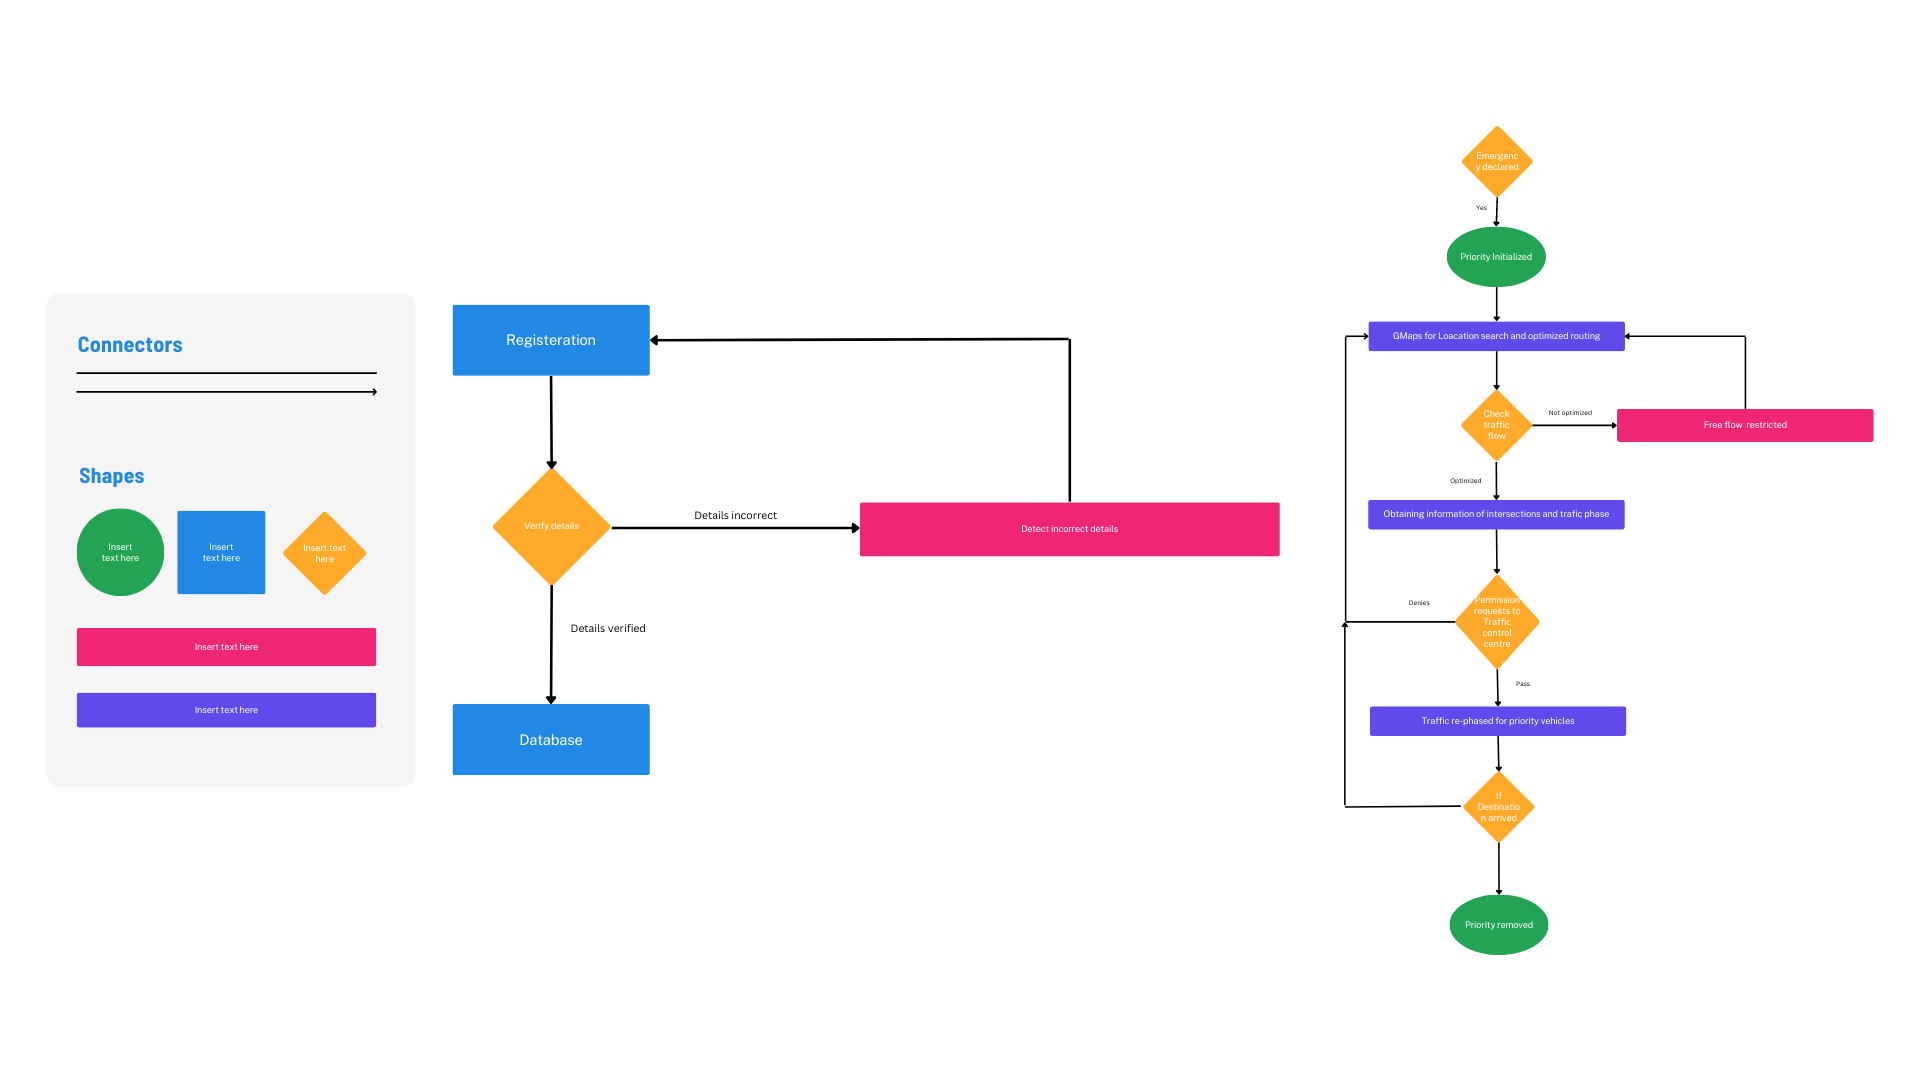 Connectors
Shapes
Insert
text here
Insert
text here
Insert text
here
Insert text here
Insert text here
Registeration
Verify details
Details incorrect
Detect incorrect details
Details verified
Database
Emergenc
y declared
Yes
Priority Initialized
GMaps for Loacation search and optimized routing
Check
traffic
flow
Not optimized
Free flow restricted
Optimized
Obtaining information of intersections and trafic phase
Denies
Permission
requests to
Traffic
control
centre
Pass
Traffic re-phased for priority vehicles
If
Destinatio
n arrived
Priority removed